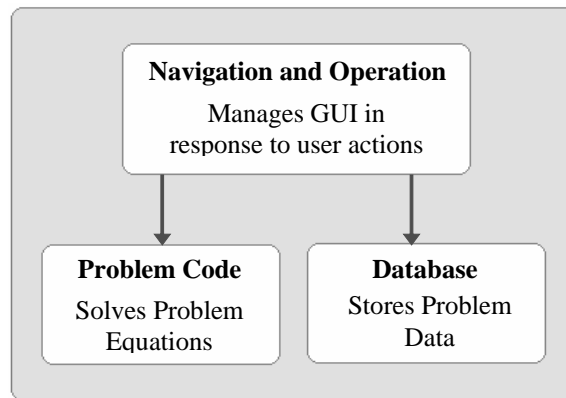 Navigation and Operation
Manages GUI in
response to user actions
Problem Code
Solves Problem
Equations
Database
Stores Problem
Data